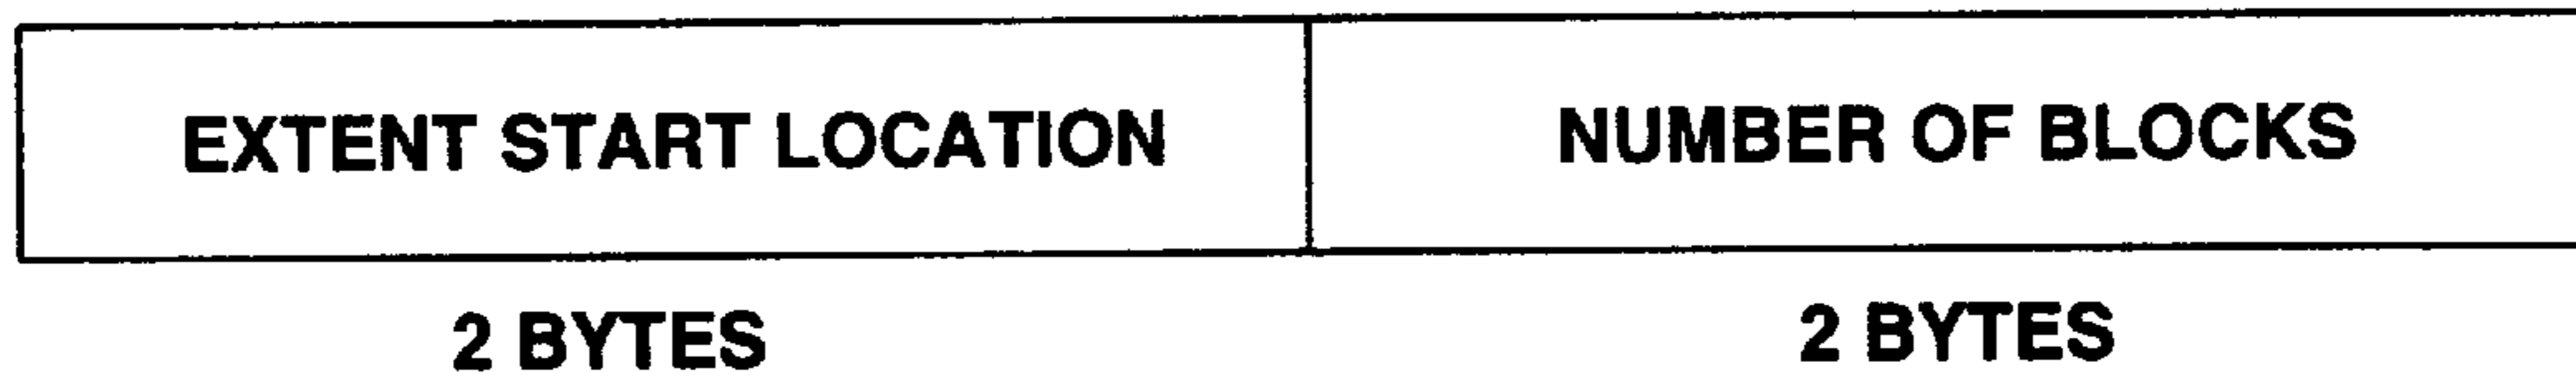 EXTENT START LOCATION NUMBER OF BLOCKS
2 BYTES 2 BYTES